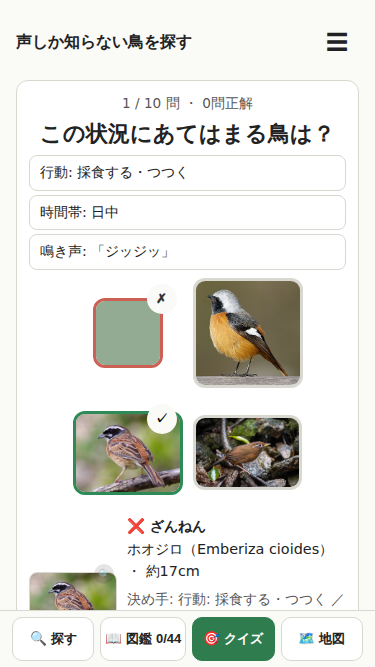 声しか知らない鳥を探す
☰
1 / 10 問 ・ 0問正解
この状況にあてはまる鳥は？
行動: 採食する・つつく
時間帯: 日中
鳴き声: 「ジッジッ」
✗
✓
❌ ざんねん
ホオジロ（Emberiza cioides）
・ 約17cm
決め手: 行動: 採食する・つつく ／
🔍 探す
📖 図鑑 0/44
🎯 クイズ
🗺️ 地図